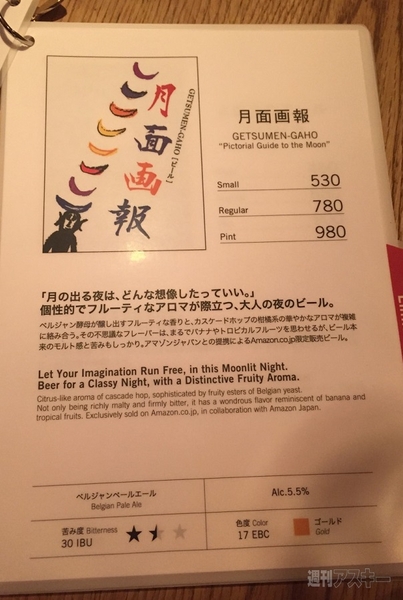 月面画報
GETSUMEN-GAHO [ビール]
月面画報
GETSUMEN-GAHO
"Pictorial Guide to the Moon"
Small 530
Regular 780
Pint 980
「月の出る夜は、どんな想像したっていい。」
個性的でフルーティなアロマが際立つ、大人の夜のビール。
ベルジャン酵母が醸し出すフルーティな香りと、カスケードホップの柑橘系の華やかなアロマが複雑
に絡み合う。その不思議なフレーバーは、まるでバナナやトロピカルフルーツを思わせるが、ビール本
来のモルト感と苦みもしっかり。アマゾンジャパンとの提携によるAmazon.co.jp限定販売ビール。
Let Your Imagination Run Free, in this Moonlit Night.
Beer for a Classy Night, with a Distinctive Fruity Aroma.
Citrus-like aroma of cascade hop, sophisticated by fruity esters of Belgian yeast.
Not only being richly malty and firmly bitter, it has a wondrous flavor reminiscent of banana and
tropical fruits. Exclusively sold on Amazon.co.jp, in collaboration with Amazon Japan.
ベルジャンペールエール
Belgian Pale Ale
Alc.5.5%
苦み度 Bitterness
30 IBU
色度 Color
17 EBC
ゴールド
Gold
週刊アスキー